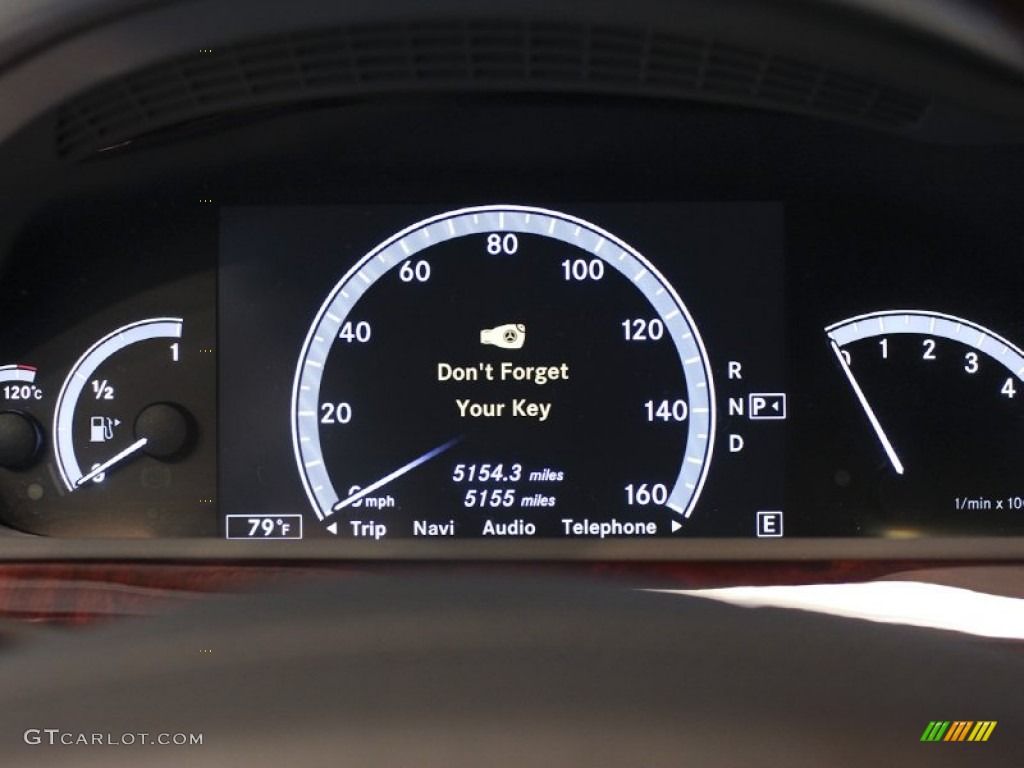 80
60
100
40
120
1
0 1 2 3 4
120°C
½
Don't Forget
Your Key
R
20
140
N P
D
5154.3 miles
5155 miles
160
mph
1/min x
79°F
Trip Navi Audio Telephone
E
GTCARLOT.COM